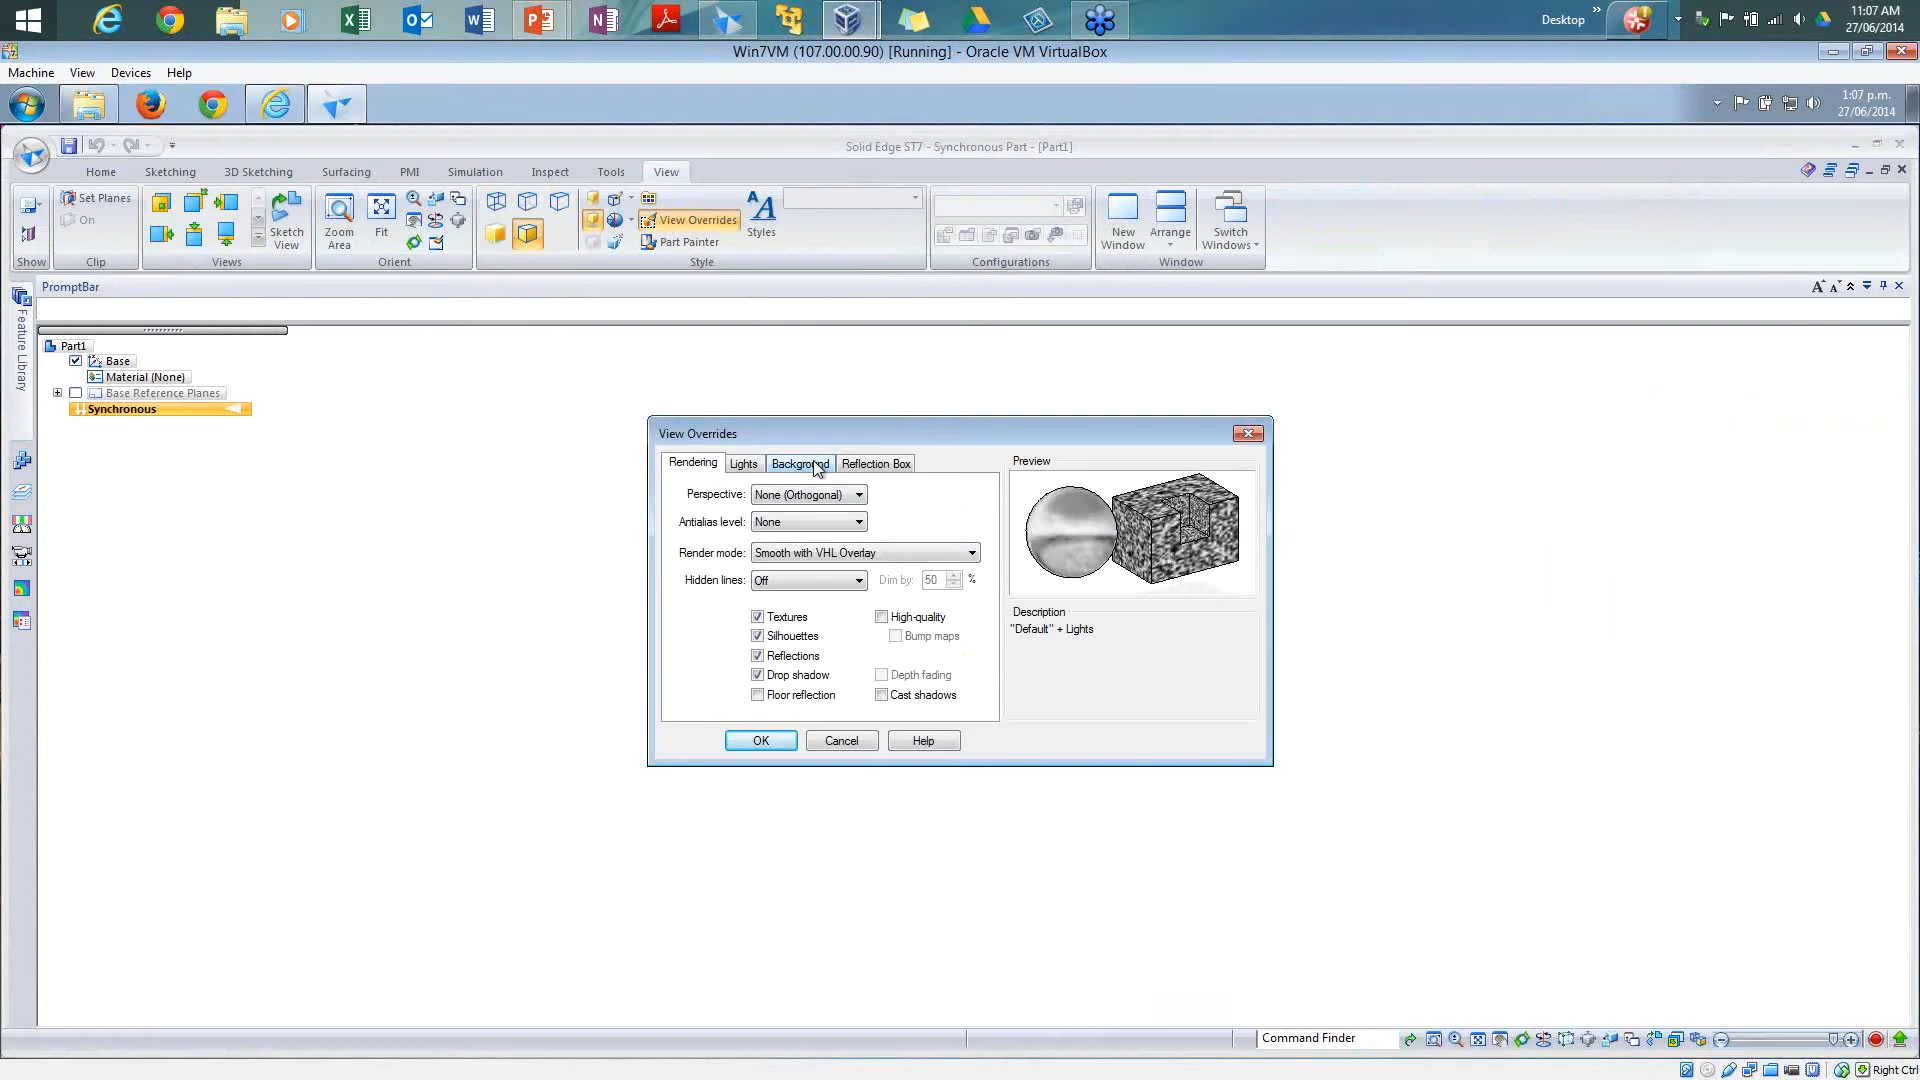 Desktop
11:07 AM
27/06/2014
Win7VM (107.00.00.90) [Running] - Oracle VM VirtualBox
Machine View Devices Help
1:07 p.m.
27/06/2014
Solid Edge ST7 - Synchronous Part - [Part1]
Home Sketching 3D Sketching Surfacing PMI Simulation Inspect Tools View
Set Planes
On
Sketch View
Zoom Area
Fit
View Overrides
Part Painter
Styles
New Window
Arrange
Switch Windows
Show Clip Views Orient Style Configurations Window
PromptBar
Feature Library
Part1
Base
Material (None)
Base Reference Planes
Synchronous
View Overrides
Rendering Lights Background Reflection Box
Preview
Perspective: None (Orthogonal)
Antialias level: None
Render mode: Smooth with VHL Overlay
Hidden lines: Off Dim by: 50 %
Textures High-quality
Silhouettes Bump maps
Reflections
Drop shadow Depth fading
Floor reflection Cast shadows
Description
"Default" + Lights
OK Cancel Help
Command Finder
Right Ctrl